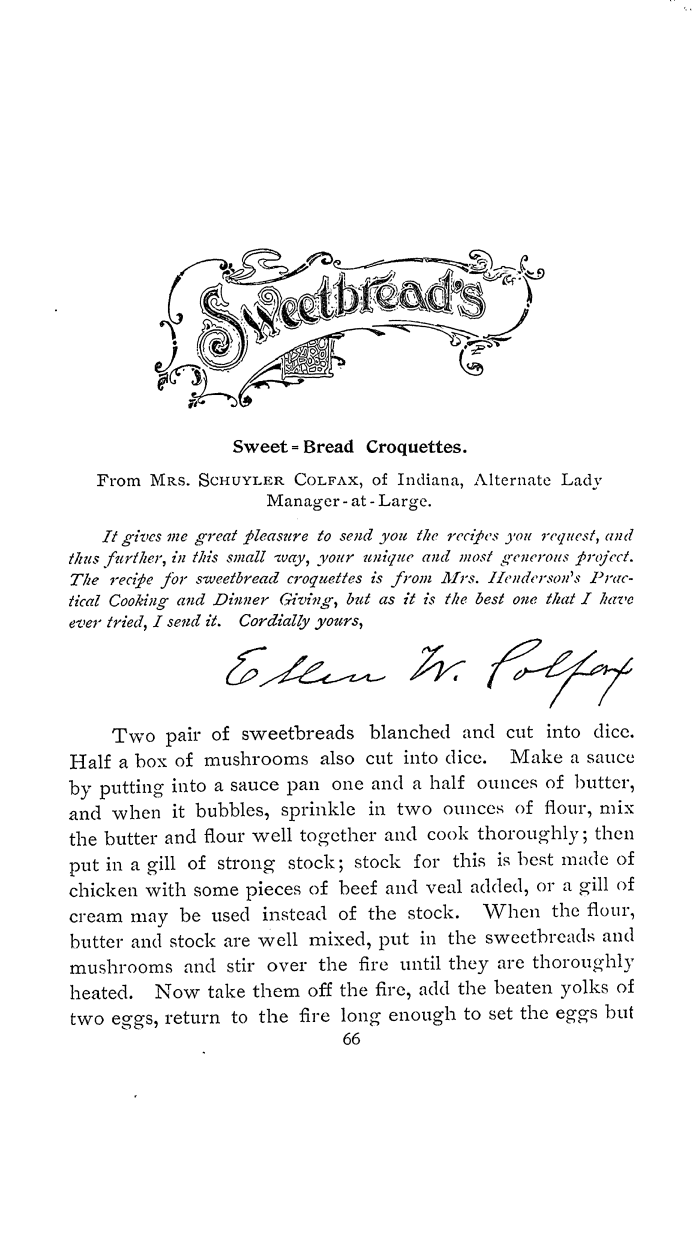 Sweetbread's
Sweet=Bread Croquettes.
From MRS. SCHUYLER COLFAX, of Indiana, Alternate Lady
Manager-at-Large.
It gives me great pleasure to send you the recipes you request, and
thus further, in this small way, your unique and most generous project.
The recipe for sweetbread croquettes is from Mrs. Henderson's Prac-
tical Cooking and Dinner Giving, but as it is the best one that I have
ever tried, I send it. Cordially yours,
Ellen W. Colfax
Two pair of sweetbreads blanched and cut into dice.
Half a box of mushrooms also cut into dice. Make a sauce
by putting into a sauce pan one and a half ounces of butter,
and when it bubbles, sprinkle in two ounces of flour, mix
the butter and flour well together and cook thoroughly; then
put in a gill of strong stock; stock for this is best made of
chicken with some pieces of beef and veal added, or a gill of
cream may be used instead of the stock. When the flour,
butter and stock are well mixed, put in the sweetbreads and
mushrooms and stir over the fire until they are thoroughly
heated. Now take them off the fire, add the beaten yolks of
two eggs, return to the fire long enough to set the eggs but
66